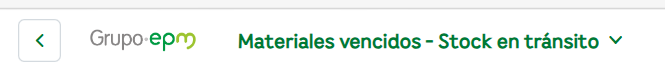 Grupo·epm Materiales vencidos - Stock en tránsito